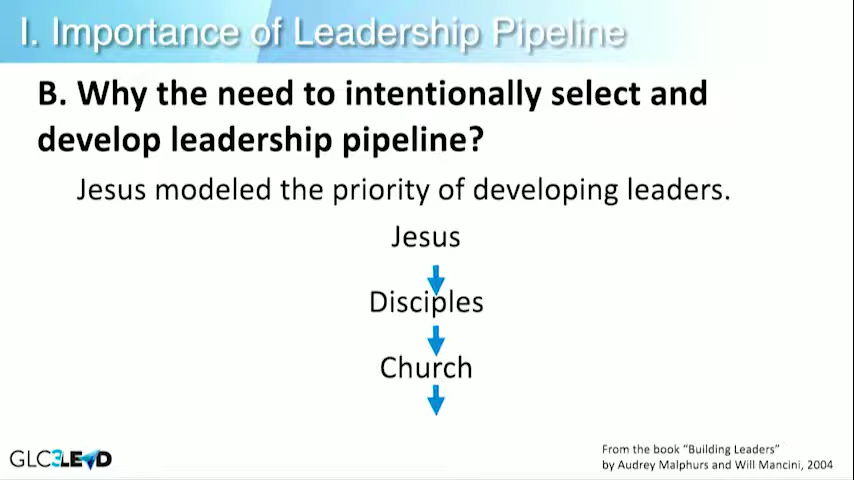 I. Importance of Leadership Pipeline
B. Why the need to intentionally select and
develop leadership pipeline?
Jesus modeled the priority of developing leaders.
Jesus
Disciples
Church
From the book “Building Leaders”
by Audrey Malphurs and Will Mancini, 2004